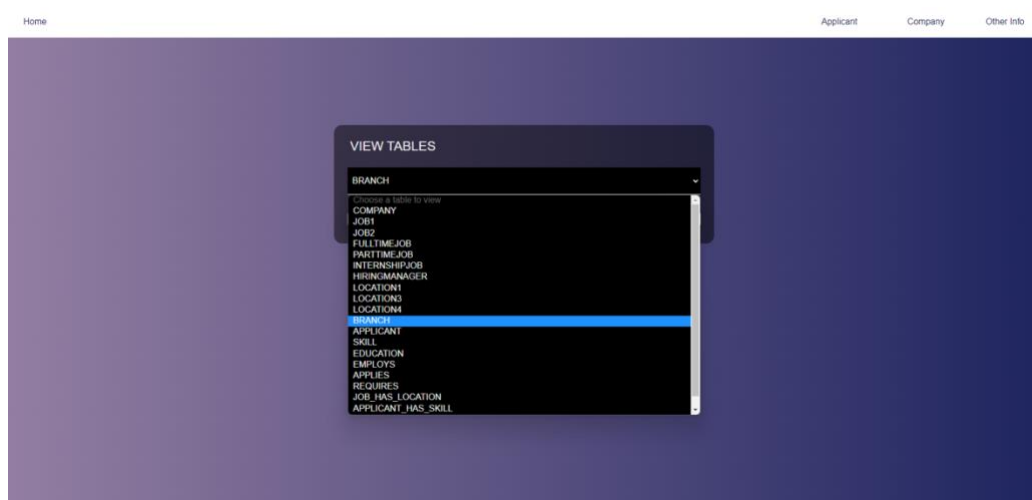 Home Applicant Company Other Info
VIEW TABLES
BRANCH
Choose a table to view
COMPANY
JOB1
JOB2
FULLTIMEJOB
PARTTIMEJOB
INTERNSHIPJOB
HIRINGMANAGER
LOCATION1
LOCATION3
LOCATION4
BRANCH
APPLICANT
SKILL
EDUCATION
EMPLOYS
APPLIES
REQUIRES
JOB_HAS_LOCATION
APPLICANT_HAS_SKILL